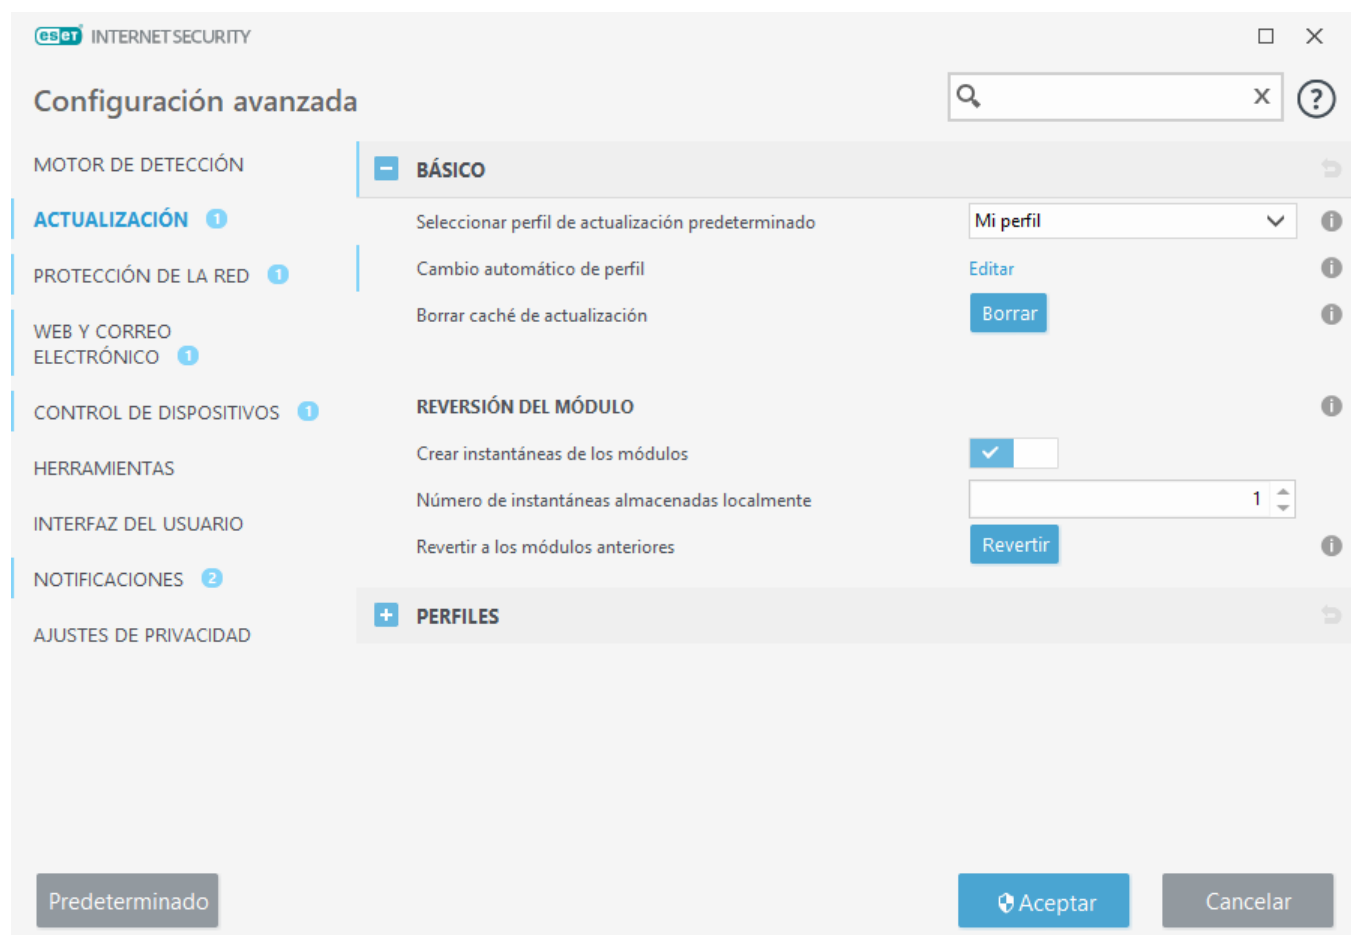 eset INTERNET SECURITY
Configuración avanzada
x
?
MOTOR DE DETECCIÓN
ACTUALIZACIÓN 1
PROTECCIÓN DE LA RED 1
WEB Y CORREO
ELECTRÓNICO 1
CONTROL DE DISPOSITIVOS 1
HERRAMIENTAS
INTERFAZ DEL USUARIO
NOTIFICACIONES 2
AJUSTES DE PRIVACIDAD
BÁSICO
Seleccionar perfil de actualización predeterminado Mi perfil
Cambio automático de perfil Editar
Borrar caché de actualización Borrar
REVERSIÓN DEL MÓDULO
Crear instantáneas de los módulos
Número de instantáneas almacenadas localmente 1
Revertir a los módulos anteriores Revertir
PERFILES
Predeterminado Aceptar Cancelar